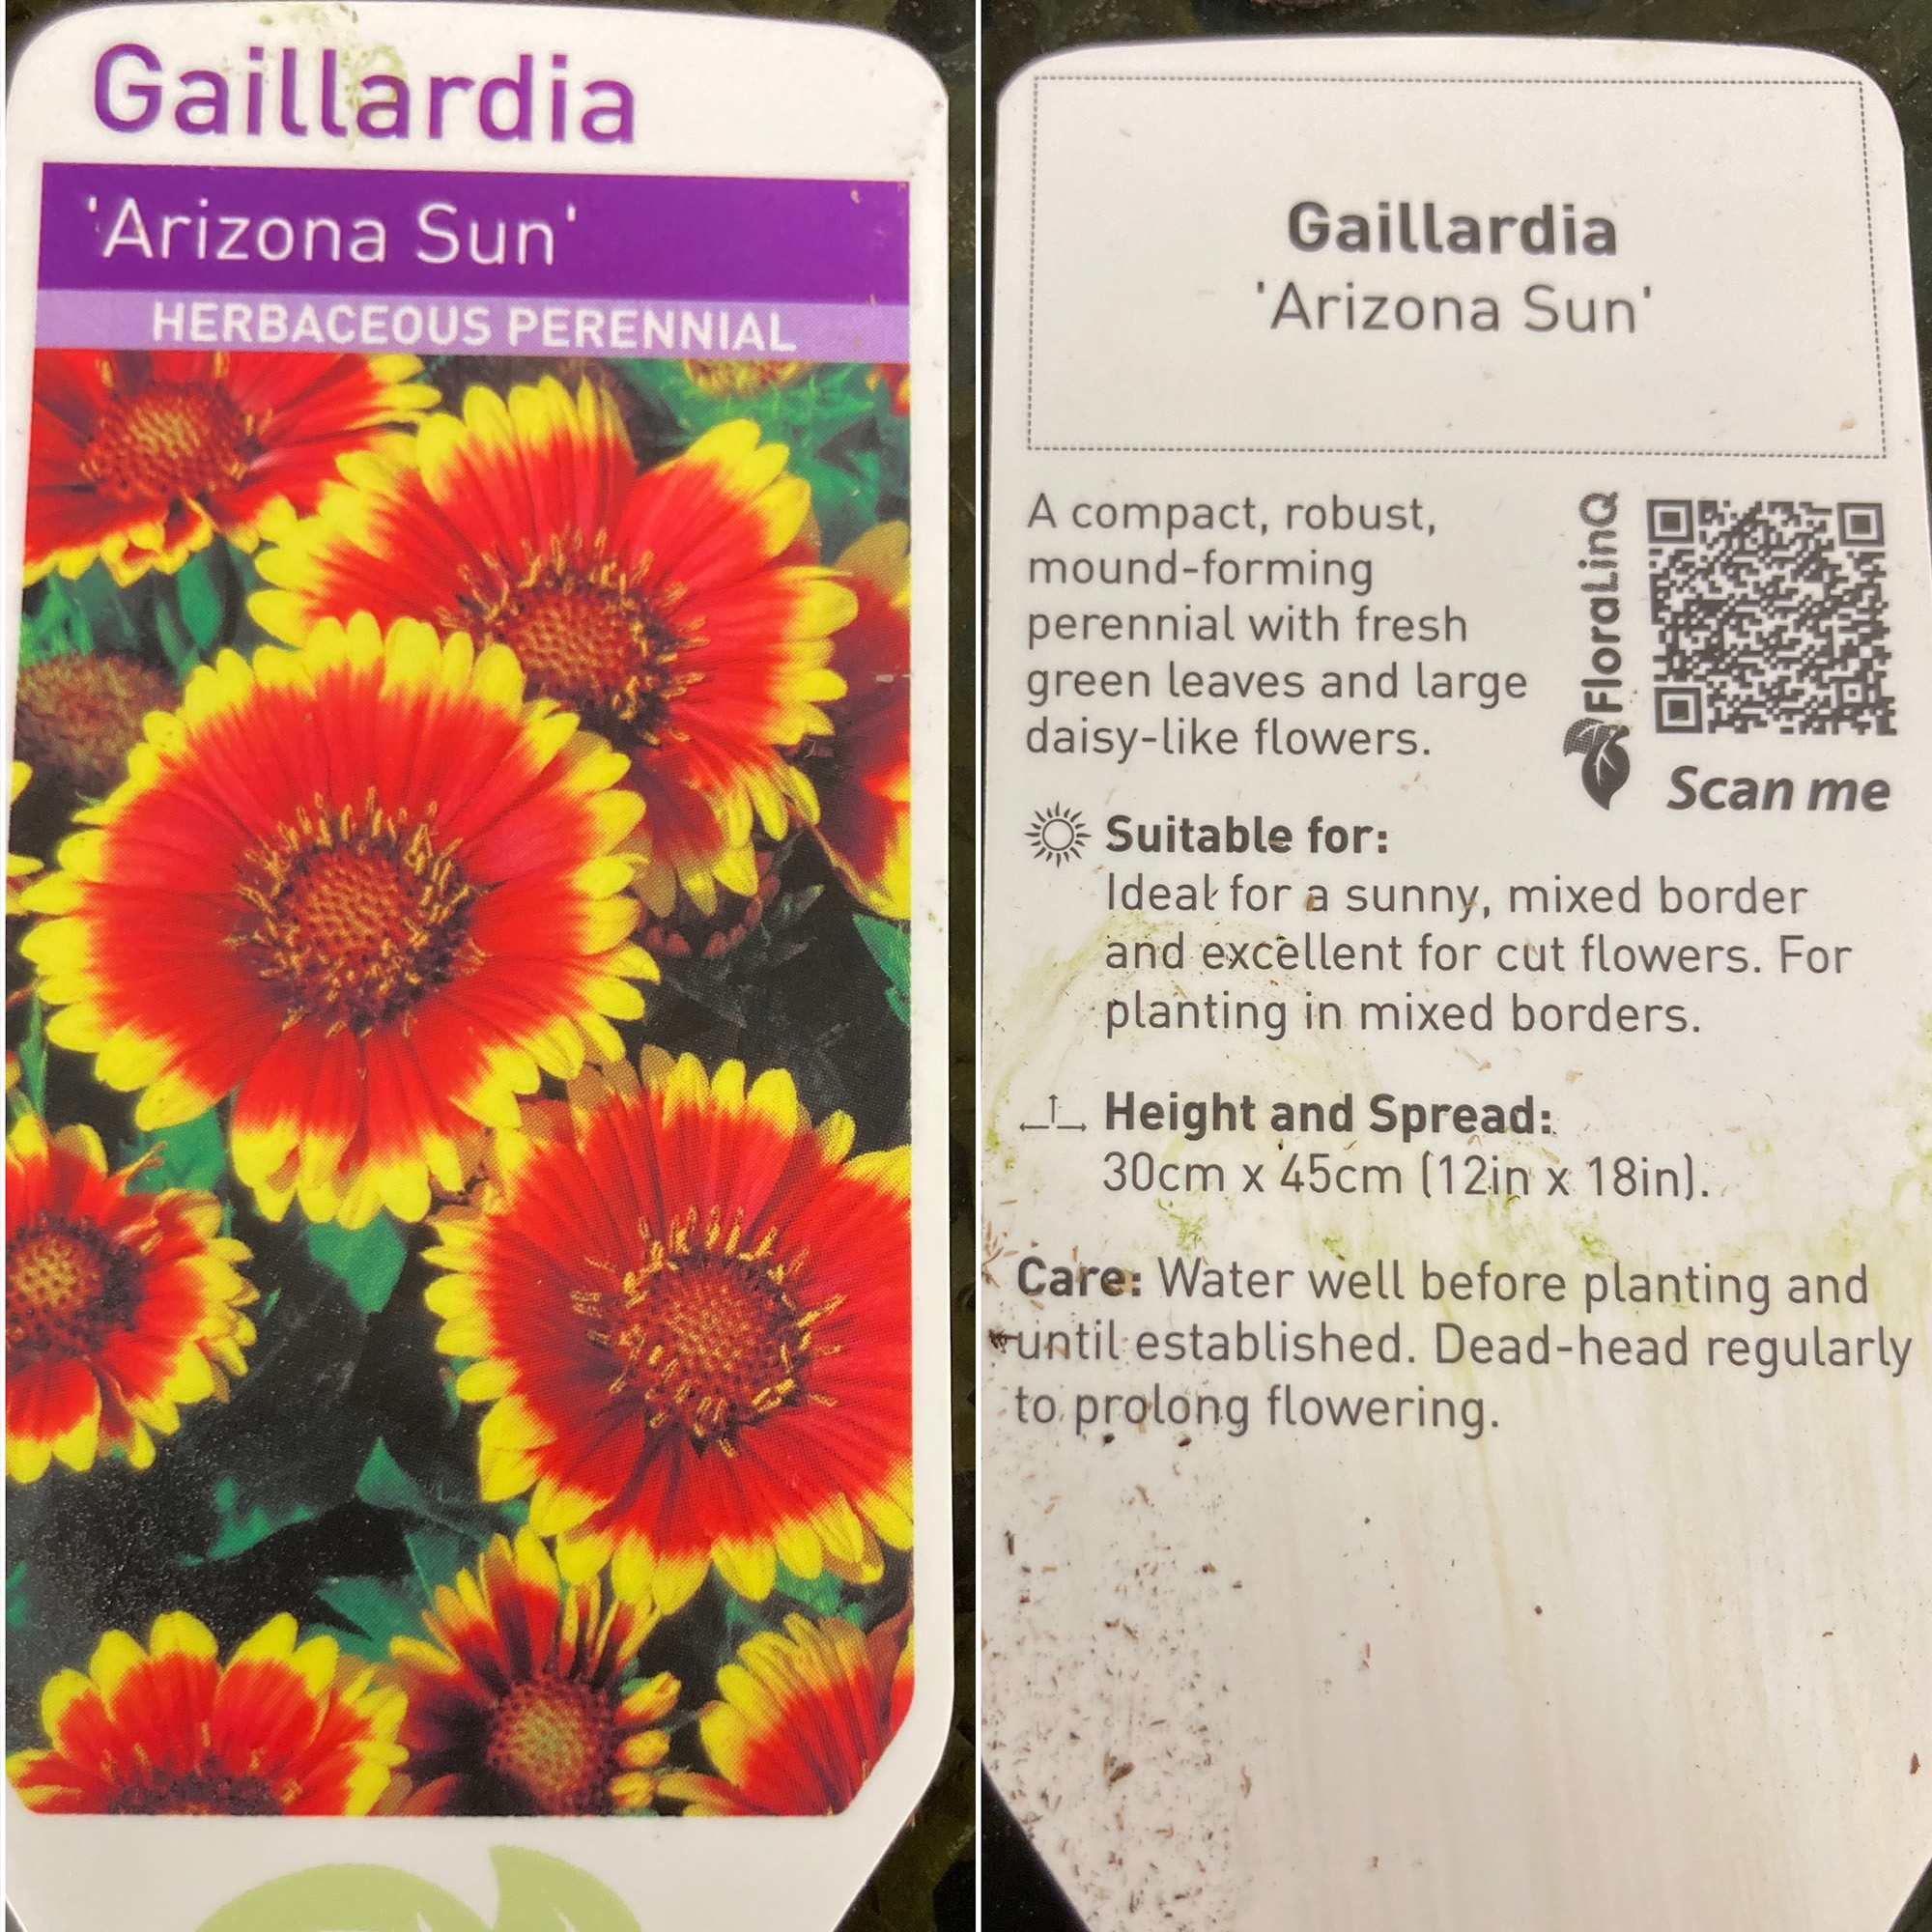 Gaillardia
'Arizona Sun'
HERBACEOUS PERENNIAL
Gaillardia
'Arizona Sun'
A compact, robust,
mound-forming
perennial with fresh
green leaves and large
daisy-like flowers.
FloraLinQ
Scan me
Suitable for:
Ideal for a sunny, mixed border
and excellent for cut flowers. For
planting in mixed borders.
Height and Spread:
30cm x 45cm (12in x 18in).
Care: Water well before planting and
until established. Dead-head regularly
to prolong flowering.